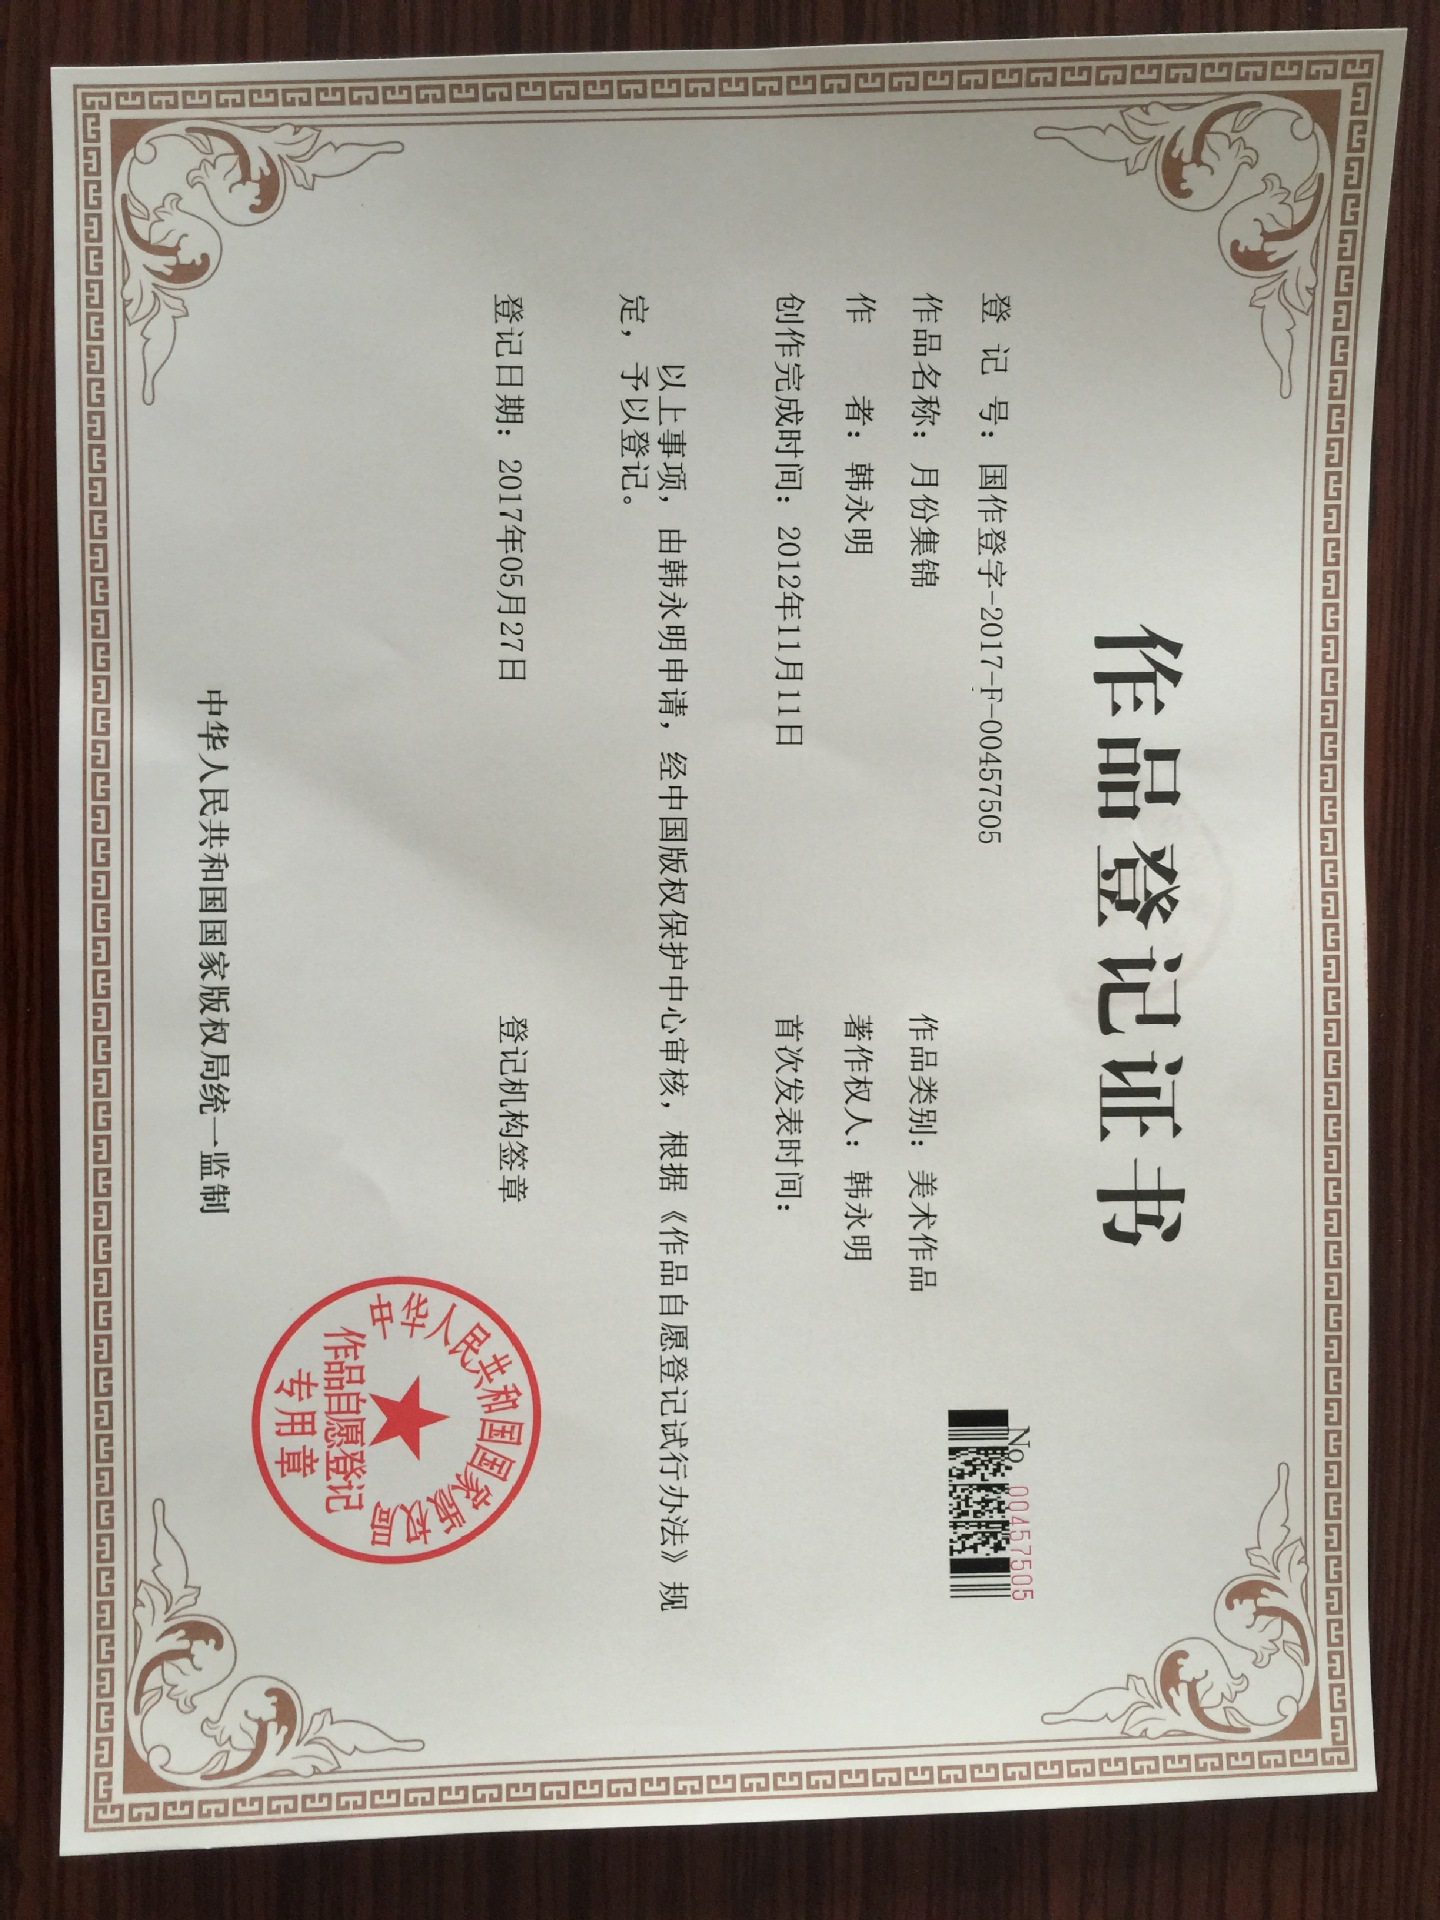 作品登记证书
No 00457505
登 记 号：国作登字-2017-F-00457505
作品名称：月份集锦 作品类别：美术作品
作 者：韩永明 著作权人：韩永明
创作完成时间：2012年11月11日 首次发表时间：
以上事项，由韩永明申请，经中国版权保护中心审核，根据《作品自愿登记试行办法》规
定，予以登记。
登记日期：2017年05月27日 登记机构签章
中华人民共和国国家版权局
作品自愿登记
专用章
中华人民共和国国家版权局统一监制